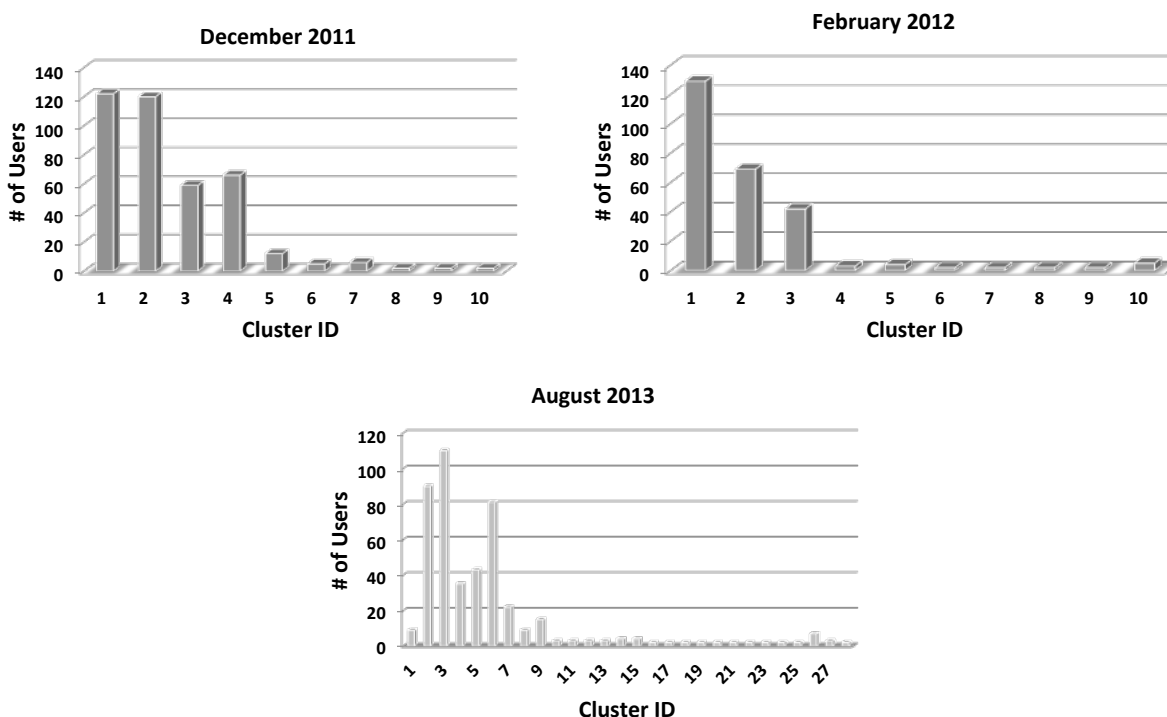 December 2011
140
120
100
80
60
40
20
0
# of Users
1 2 3 4 5 6 7 8 9 10
Cluster ID
February 2012
140
120
100
80
60
40
20
0
# of Users
1 2 3 4 5 6 7 8 9 10
Cluster ID
August 2013
120
100
80
60
40
20
0
# of Users
1 3 5 7 9 11 13 15 17 19 21 23 25 27
Cluster ID